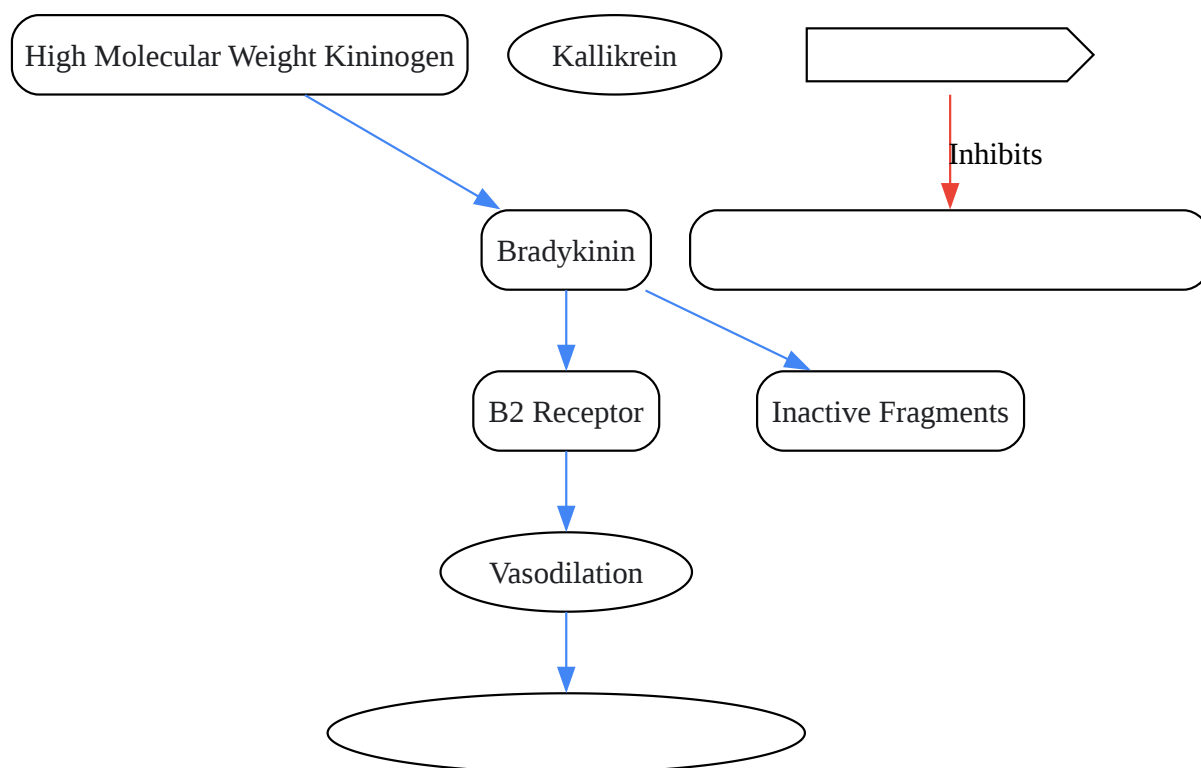 High Molecular Weight Kininogen
Kallikrein
Inhibits
Bradykinin
B2 Receptor
Inactive Fragments
Vasodilation